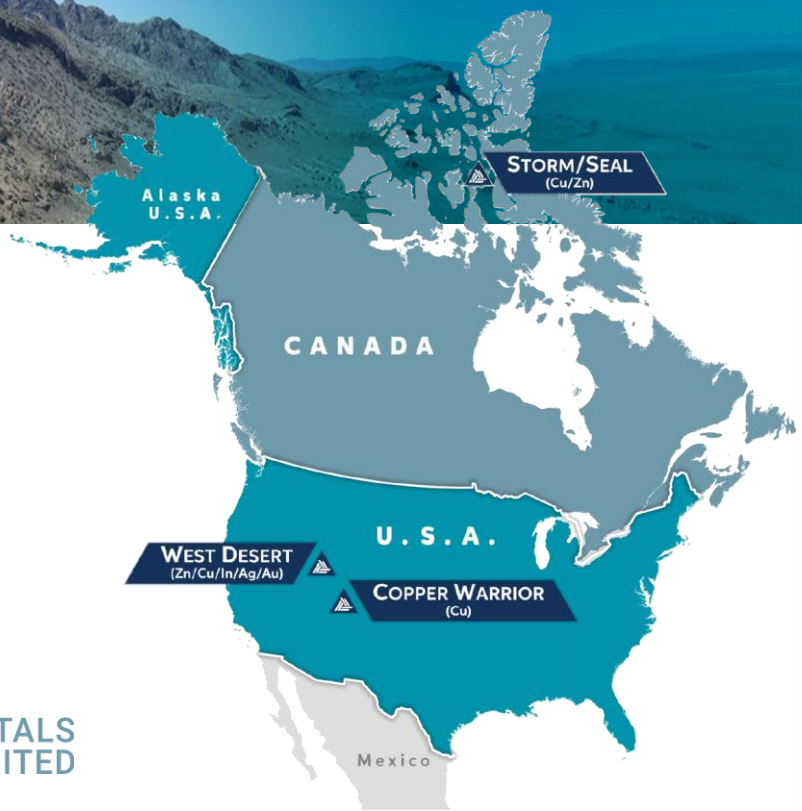 STORM/SEAL
(Cu/Zn)
Alaska
U.S.A.
CANADA
U.S.A.
WEST DESERT
(Zn/Cu/In/Ag/Au)
COPPER WARRIOR
(Cu)
TALS
ITED
Mexico